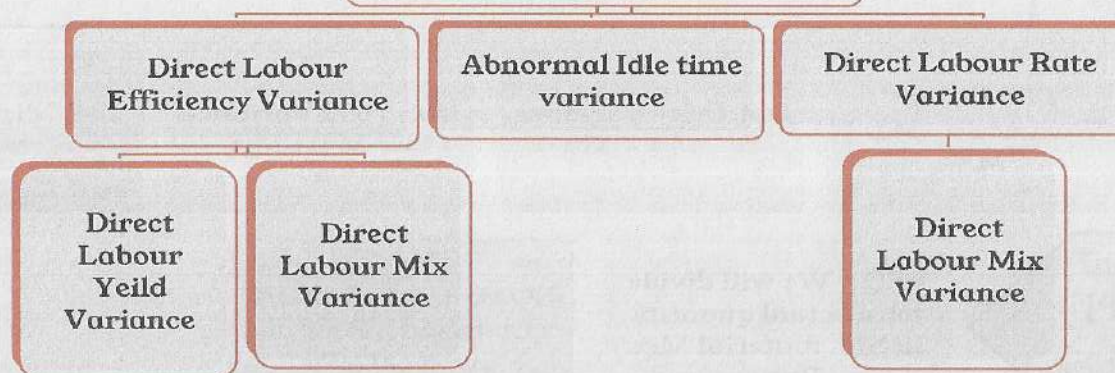 Direct Labour
Efficiency Variance
Abnormal Idle time
variance
Direct Labour Rate
Variance
Direct
Labour
Yeild
Variance
Direct
Labour Mix
Variance
Direct
Labour Mix
Variance